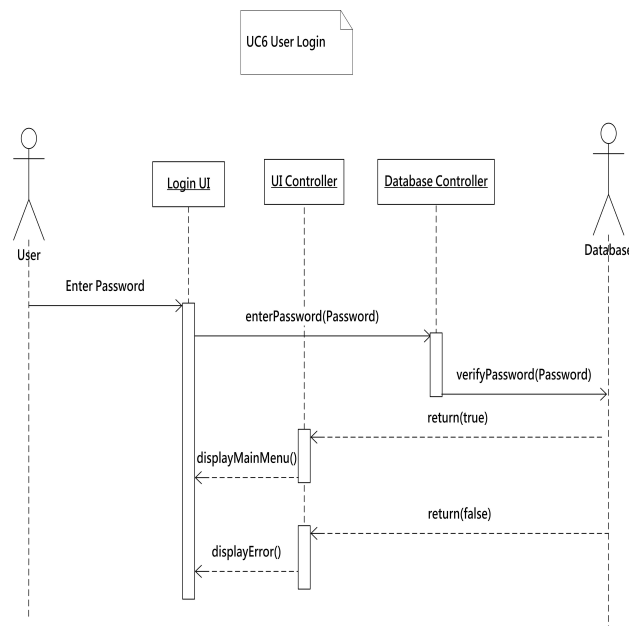 UC6 User Login
Login UI
UI Controller
Database Controller
User
Database
Enter Password
enterPassword(Password)
verifyPassword(Password)
return(true)
displayMainMenu()
return(false)
displayError()